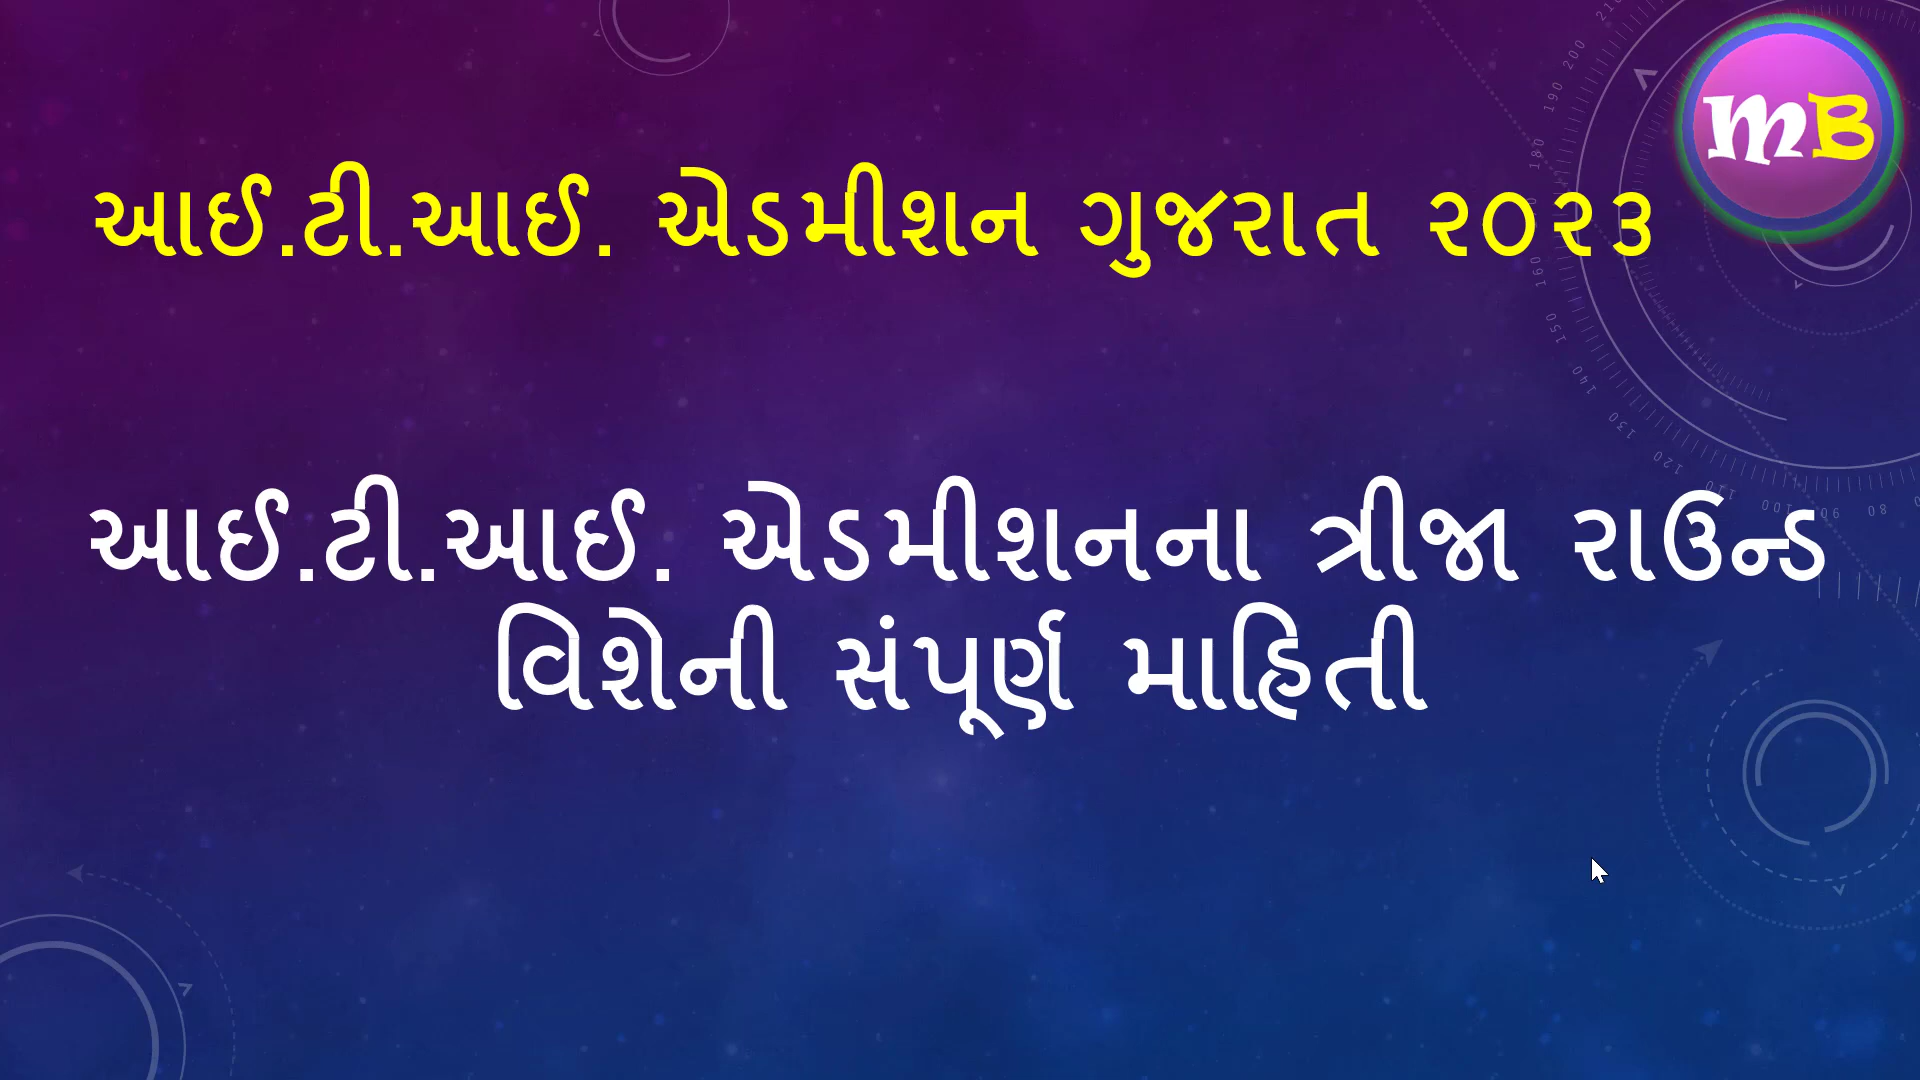 mB
આઈ.ટી.આઈ. એડમીશન ગુજરાત ૨૦૨૩
આઈ.ટી.આઈ. એડમીશનના ત્રીજા રાઉન્ડ
વિશેની સંપૂર્ણ માહિતી